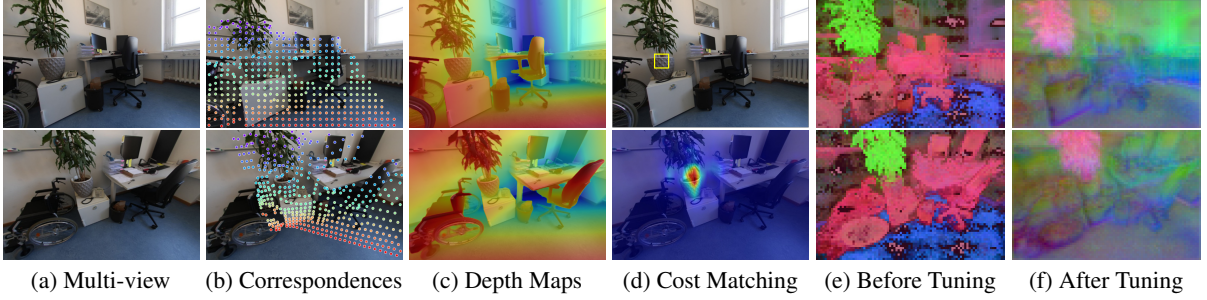 (a) Multi-view
(b) Correspondences
(c) Depth Maps
(d) Cost Matching
(e) Before Tuning
(f) After Tuning